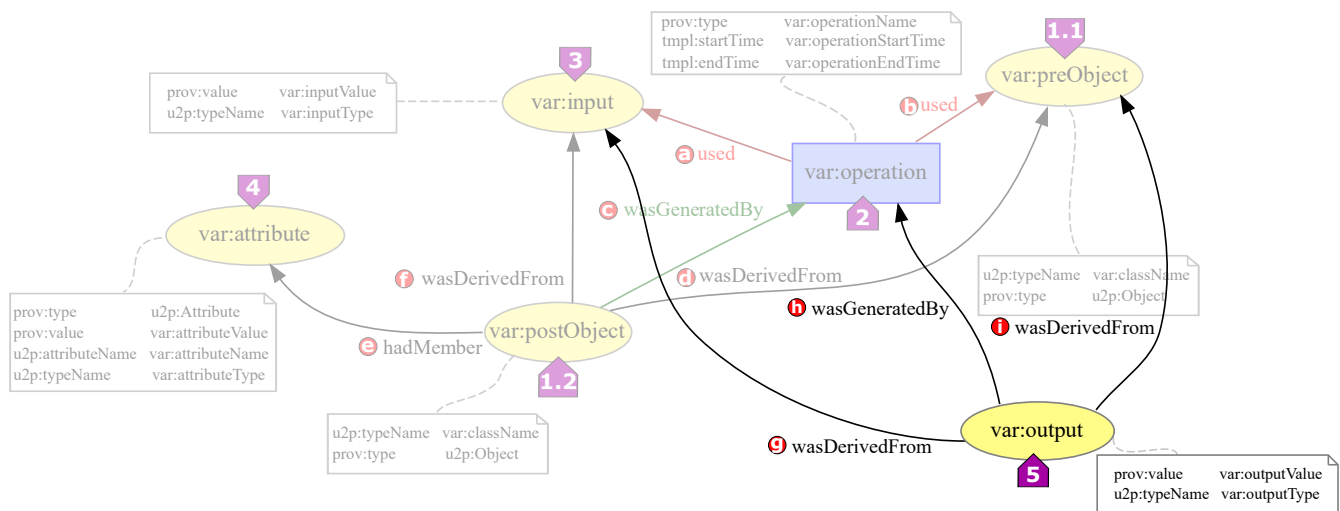 prov:type var:operationName
tmpl:startTime var:operationStartTime
tmpl:endTime var:operationEndTime
1.1
var:preObject
3
var:input
prov:value var:inputValue
u2p:typeName var:inputType
b used
a used
var:operation
2
4
var:attribute
c wasGeneratedBy
f wasDerivedFrom
d wasDerivedFrom
u2p:typeName var:className
prov:type u2p:Object
h wasGeneratedBy
i wasDerivedFrom
prov:type u2p:Attribute
prov:value var:attributeValue
u2p:attributeName var:attributeName
u2p:typeName var:attributeType
var:postObject
e hadMember
1.2
u2p:typeName var:className
prov:type u2p:Object
var:output
g wasDerivedFrom
5
prov:value var:outputValue
u2p:typeName var:outputType